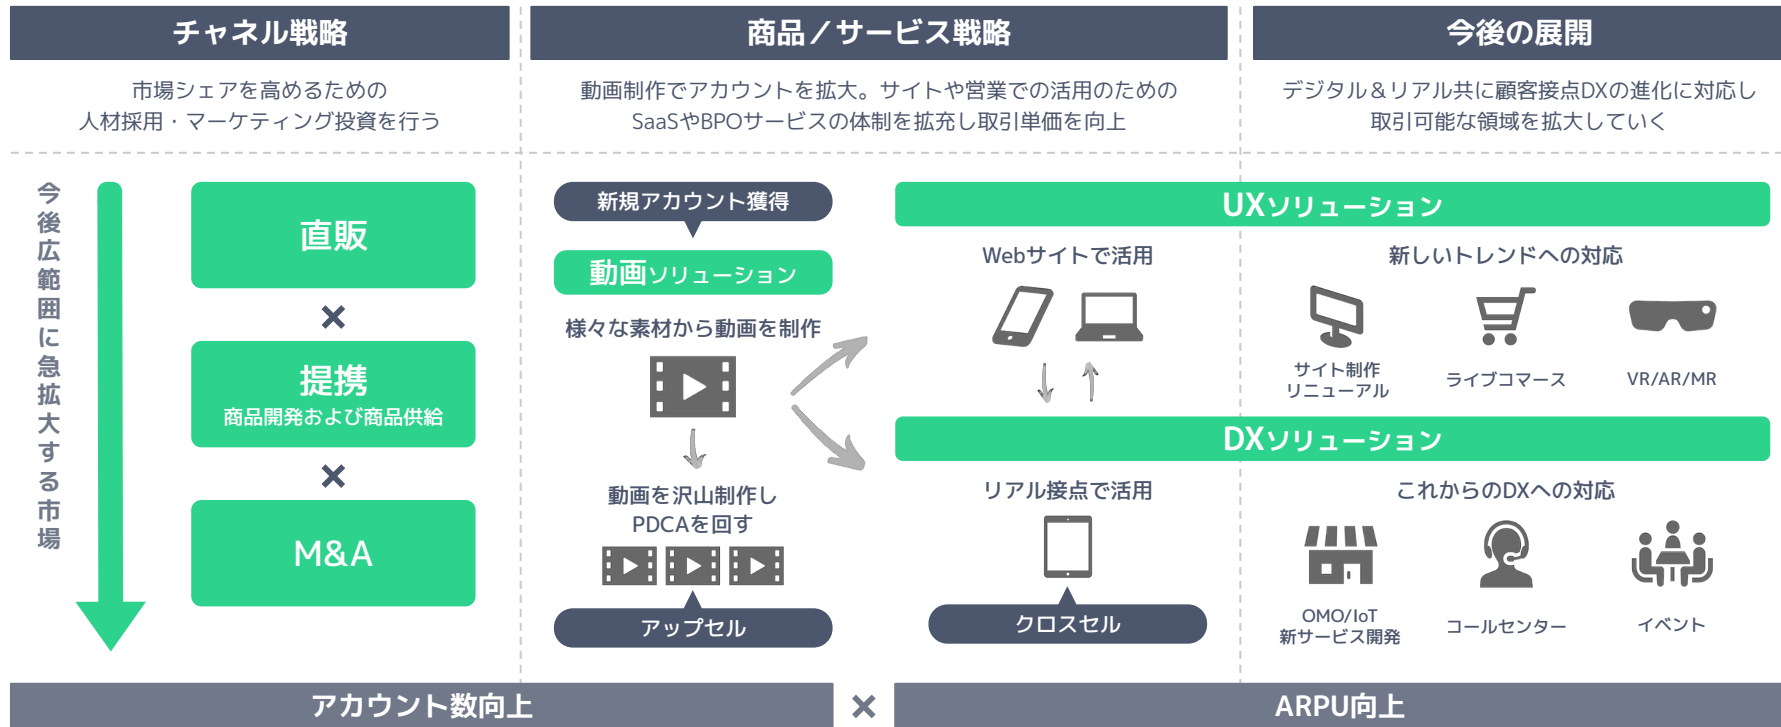 チャネル戦略
市場シェアを高めるための
人材採用・マーケティング投資を行う
今後広範囲に急拡大する市場
直販
×
提携
商品開発および商品供給
×
M&A
商品／サービス戦略
動画制作でアカウントを拡大。サイトや営業での活用のための
SaaSやBPOサービスの体制を拡充し取引単価を向上
新規アカウント獲得
動画ソリューション
様々な素材から動画を制作
動画を沢山制作し
PDCAを回す
アップセル
今後の展開
デジタル＆リアル共に顧客接点DXの進化に対応し
取引可能な領域を拡大していく
UXソリューション
Webサイトで活用
新しいトレンドへの対応
サイト制作
リニューアル
ライブコマース
VR/AR/MR
DXソリューション
リアル接点で活用
クロスセル
これからのDXへの対応
OMO/IoT
新サービス開発
コールセンター
イベント
アカウント数向上
×
ARPU向上